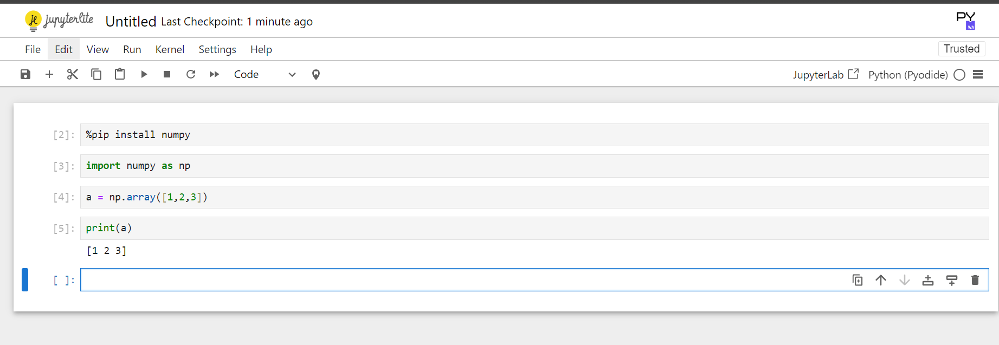 jupyterlite Untitled Last Checkpoint: 1 minute ago PY WA
File Edit View Run Kernel Settings Help Trusted
Code JupyterLab Python (Pyodide)
[2]: %pip install numpy
[3]: import numpy as np
[4]: a = np.array([1,2,3])
[5]: print(a)
[1 2 3]
[ ]: